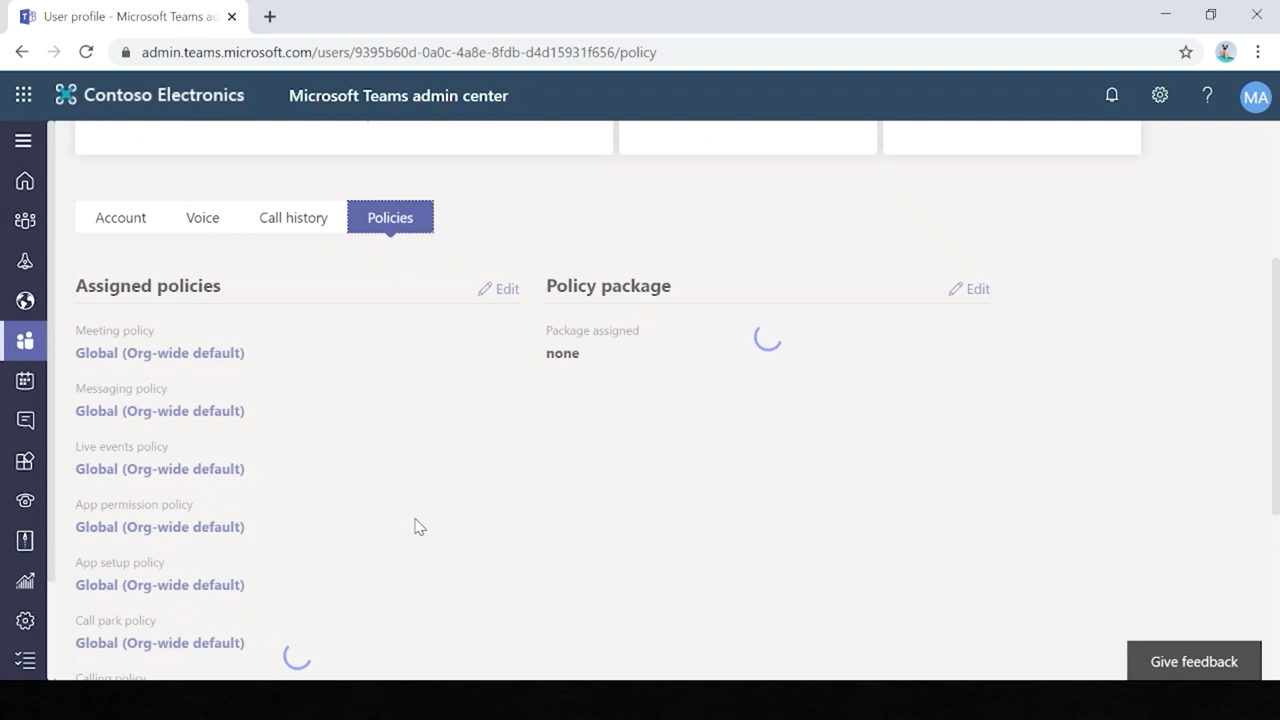 User profile - Microsoft Teams ad
admin.teams.microsoft.com/users/9395b60d-0a0c-4a8e-8fdb-d4d15931f656/policy
Contoso Electronics
Microsoft Teams admin center
MA
Account
Voice
Call history
Policies
Assigned policies
Edit
Policy package
Edit
Meeting policy
Global (Org-wide default)
Package assigned
none
Messaging policy
Global (Org-wide default)
Live events policy
Global (Org-wide default)
App permission policy
Global (Org-wide default)
App setup policy
Global (Org-wide default)
Call park policy
Global (Org-wide default)
Calling policy
Give feedback